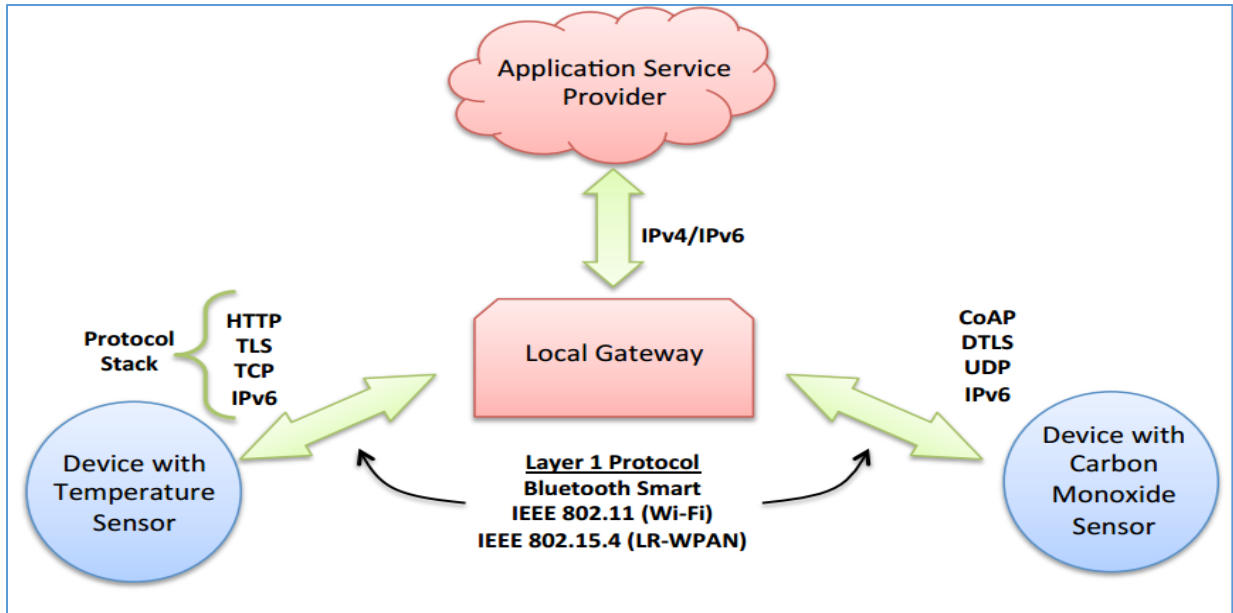 Application Service
Provider
IPv4/IPv6
Protocol
Stack
HTTP
TLS
TCP
IPv6
Local Gateway
CoAP
DTLS
UDP
IPv6
Device with
Temperature
Sensor
Layer 1 Protocol
Bluetooth Smart
IEEE 802.11 (Wi-Fi)
IEEE 802.15.4 (LR-WPAN)
Device with
Carbon
Monoxide
Sensor